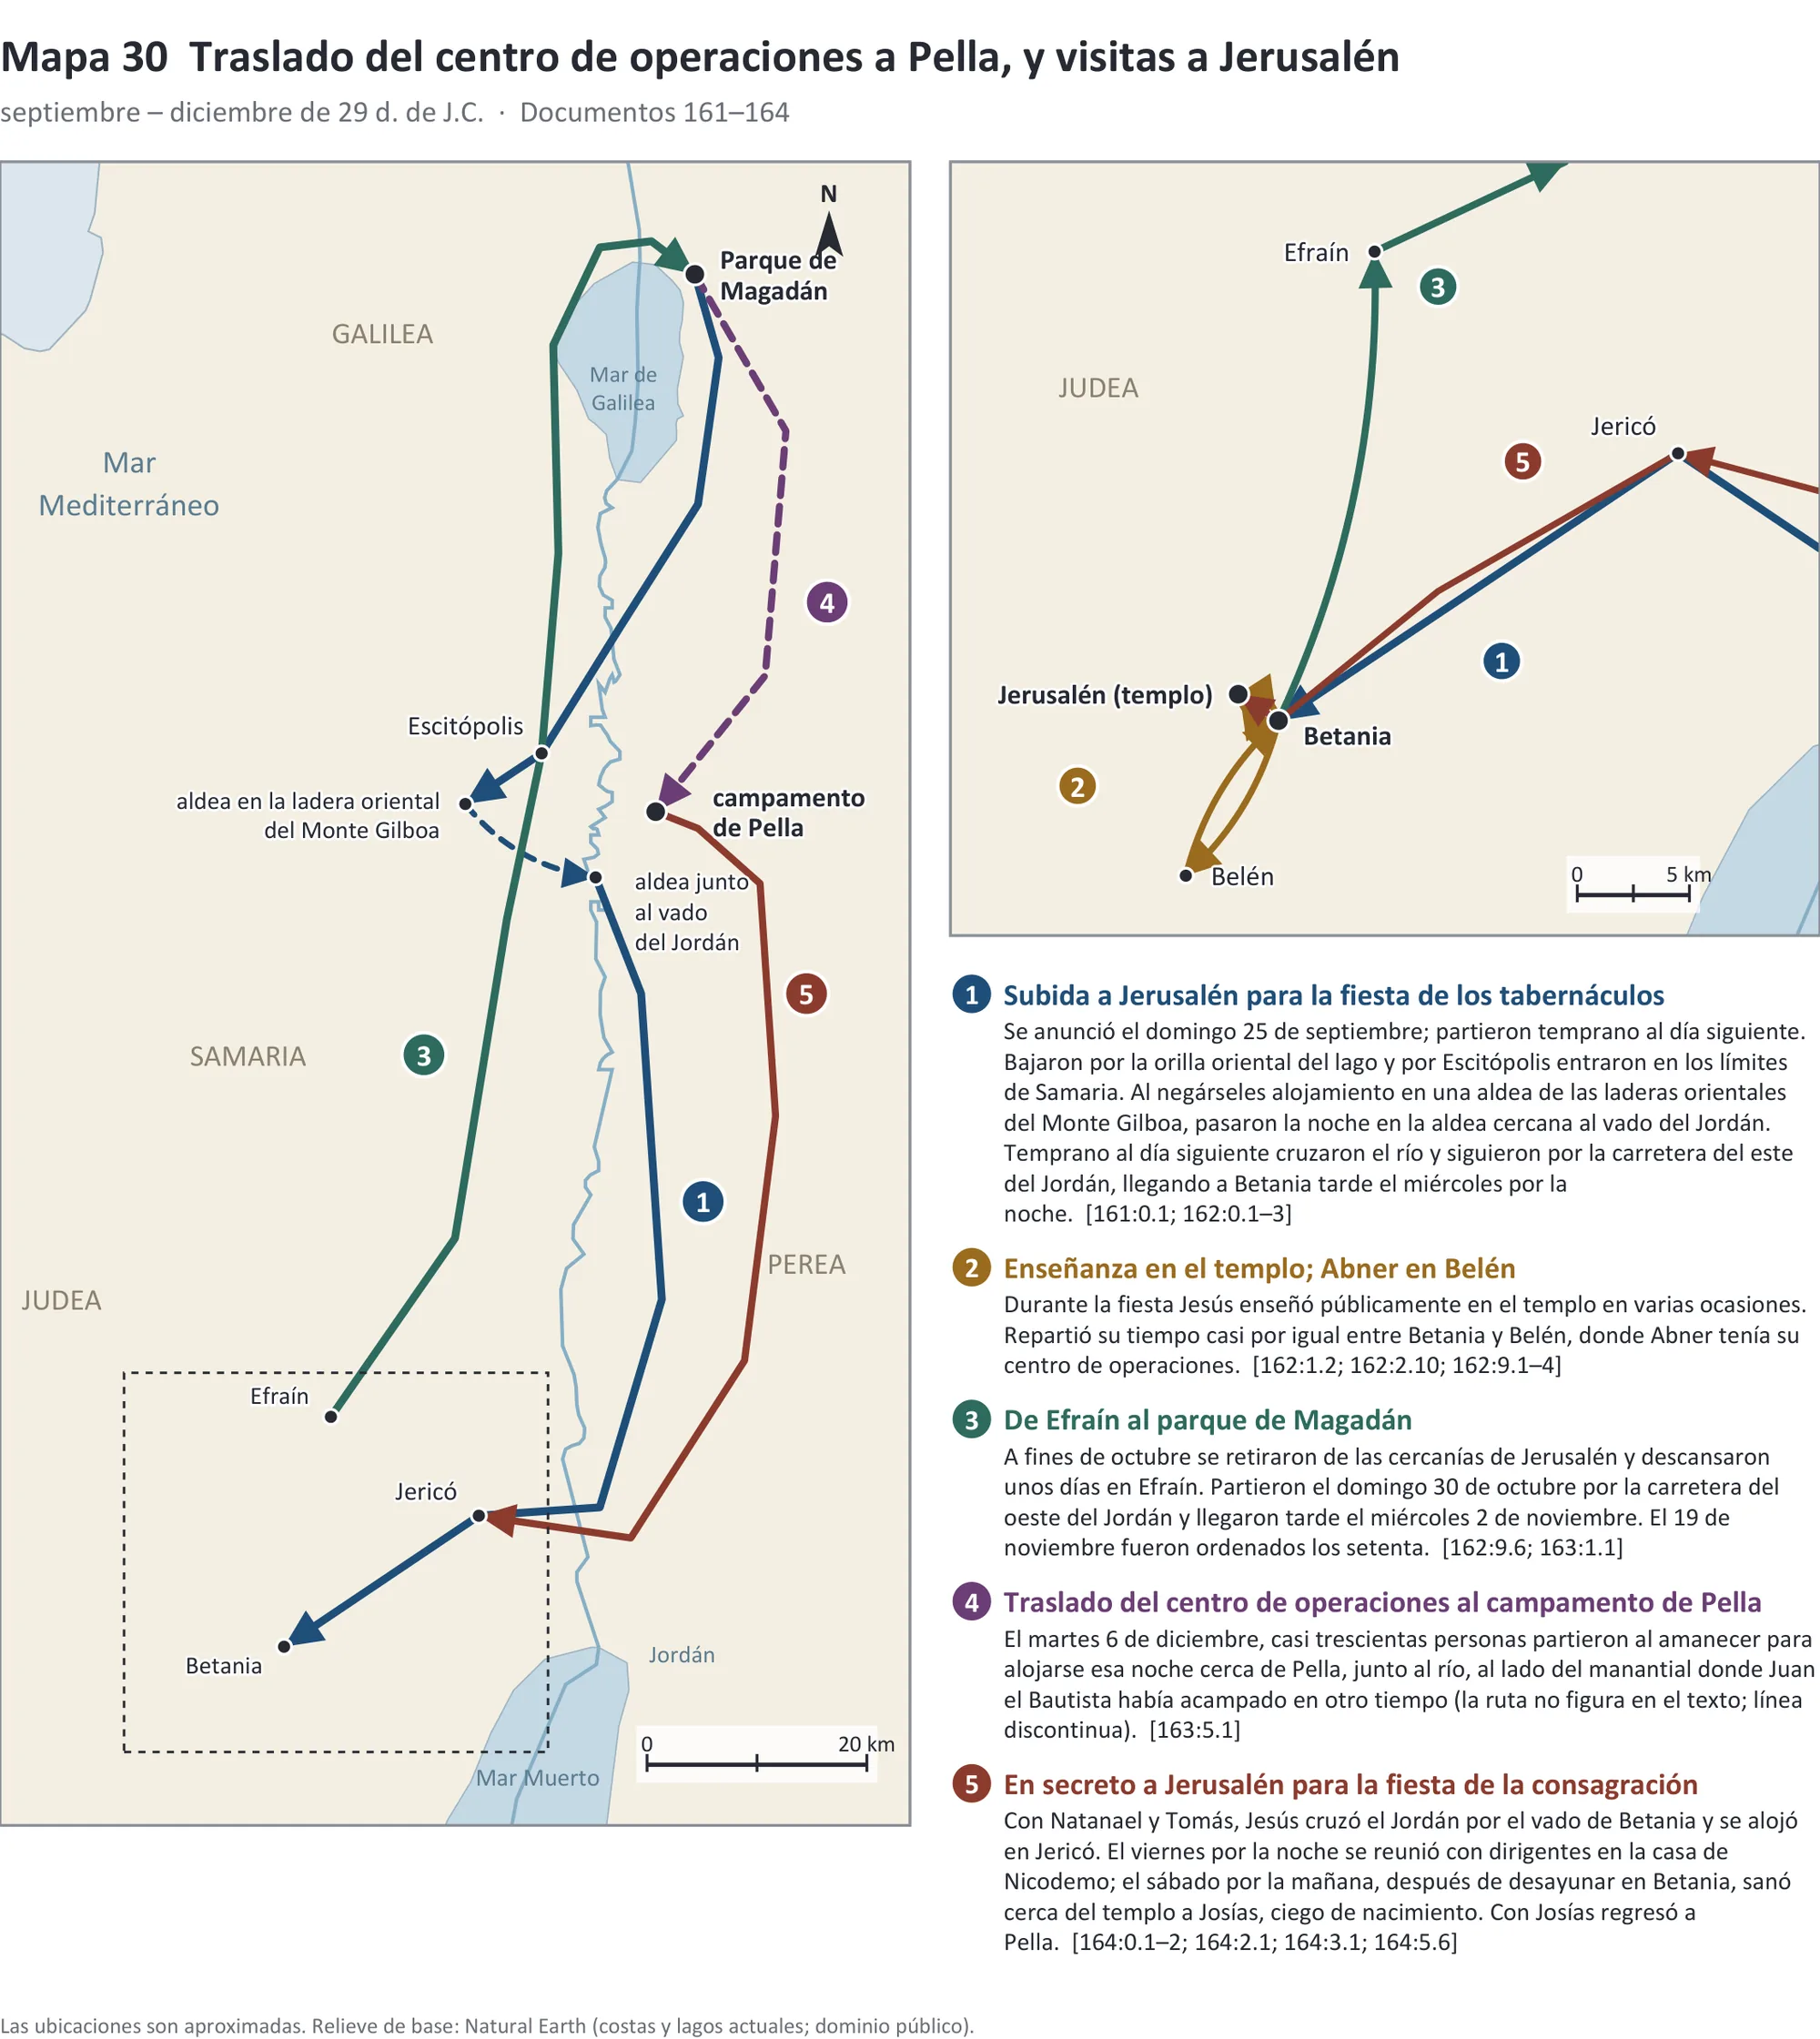 Mapa 30 Traslado del centro de operaciones a Pella, y visitas a Jerusalén
septiembre – diciembre de 29 d. de J.C. · Documentos 161–164
N
Parque de
Magadán
GALILEA
Mar de
Galilea
Mar
Mediterráneo
4
Escitópolis
aldea en la ladera oriental
del Monte Gilboa
campamento
de Pella
aldea junto
al vado
del Jordán
5
SAMARIA
3
1
PEREA
JUDEA
Efraín
Jericó
Betania
Jordán
0 20 km
Mar Muerto
Efraín
3
JUDEA
Jericó
5
1
Jerusalén (templo)
Betania
2
Belén
0 5 km
1 Subida a Jerusalén para la fiesta de los tabernáculos
Se anunció el domingo 25 de septiembre; partieron temprano al día siguiente.
Bajaron por la orilla oriental del lago y por Escitópolis entraron en los límites
de Samaria. Al negárseles alojamiento en una aldea de las laderas orientales
del Monte Gilboa, pasaron la noche en la aldea cercana al vado del Jordán.
Temprano al día siguiente cruzaron el río y siguieron por la carretera del este
del Jordán, llegando a Betania tarde el miércoles por la
noche. [161:0.1; 162:0.1–3]
2 Enseñanza en el templo; Abner en Belén
Durante la fiesta Jesús enseñó públicamente en el templo en varias ocasiones.
Repartió su tiempo casi por igual entre Betania y Belén, donde Abner tenía su
centro de operaciones. [162:1.2; 162:2.10; 162:9.1–4]
3 De Efraín al parque de Magadán
A fines de octubre se retiraron de las cercanías de Jerusalén y descansaron
unos días en Efraín. Partieron el domingo 30 de octubre por la carretera del
oeste del Jordán y llegaron tarde el miércoles 2 de noviembre. El 19 de
noviembre fueron ordenados los setenta. [162:9.6; 163:1.1]
4 Traslado del centro de operaciones al campamento de Pella
El martes 6 de diciembre, casi trescientas personas partieron al amanecer para
alojarse esa noche cerca de Pella, junto al río, al lado del manantial donde Juan
el Bautista había acampado en otro tiempo (la ruta no figura en el texto; línea
discontinua). [163:5.1]
5 En secreto a Jerusalén para la fiesta de la consagración
Con Natanael y Tomás, Jesús cruzó el Jordán por el vado de Betania y se alojó
en Jericó. El viernes por la noche se reunió con dirigentes en la casa de
Nicodemo; el sábado por la mañana, después de desayunar en Betania, sanó
cerca del templo a Josías, ciego de nacimiento. Con Josías regresó a
Pella. [164:0.1–2; 164:2.1; 164:3.1; 164:5.6]
Las ubicaciones son aproximadas. Relieve de base: Natural Earth (costas y lagos actuales; dominio público).